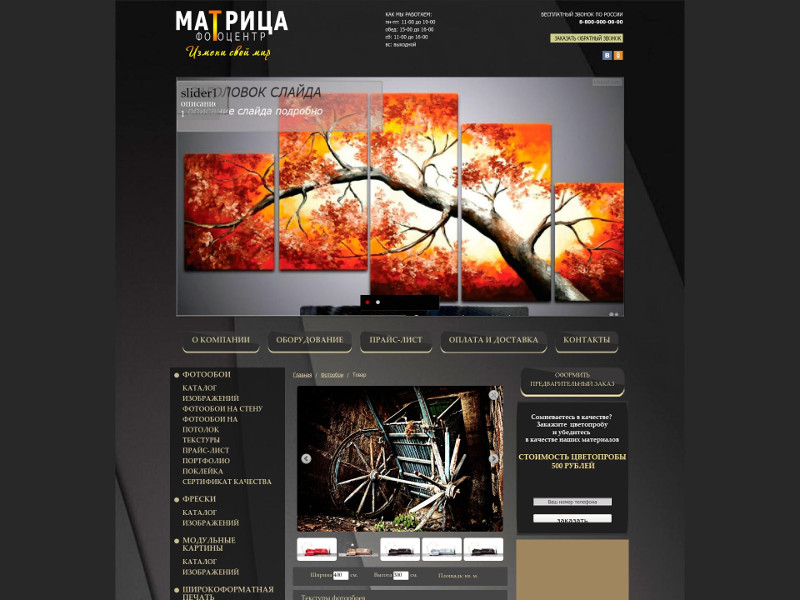 МАТРИЦА
ФОТОЦЕНТР
Измени свой мир
КАК МЫ РАБОТАЕМ:
пн-пт: 11-00 до 19-00
обед: 15-00 до 16-00
сб: 11-00 до 16-00
вс: выходной
БЕСПЛАТНЫЙ ЗВОНОК ПО РОССИИ
8-800-900-00-00
ЗАКАЗАТЬ ОБРАТНЫЙ ЗВОНОК
slider1
ОЛОВОК СЛАЙДА
описание
е слайда подробно
1
О КОМПАНИИ
ОБОРУДОВАНИЕ
ПРАЙС-ЛИСТ
ОПЛАТА И ДОСТАВКА
КОНТАКТЫ
ФОТООБОИ
КАТАЛОГ
ИЗОБРАЖЕНИЙ
ФОТООБОИ НА СТЕНУ
ФОТООБОИ НА
ПОТОЛОК
ТЕКСТУРЫ
ПРАЙС-ЛИСТ
ПОРТФОЛИО
ПОКЛЕЙКА
СЕРТИФИКАТ КАЧЕСТВА
ФРЕСКИ
КАТАЛОГ
ИЗОБРАЖЕНИЙ
МОДУЛЬНЫЕ
КАРТИНЫ
КАТАЛОГ
ИЗОБРАЖЕНИЙ
ШИРОКОФОРМАТНАЯ
ПЕЧАТЬ
Главная / Фотообои / Товар
Ширина 400 см. Высота 300 см. Площадь: кв. м.
Текстуры фотообоев
ОФОРМИТЬ
ПРЕДВАРИТЕЛЬНЫЙ ЗАКАЗ
Сомневаетесь в качестве?
Закажите цветопробу
и убедитесь
в качестве наших материалов
СТОИМОСТЬ ЦВЕТОПРОБЫ
500 РУБЛЕЙ
Ваш номер телефона
заказать